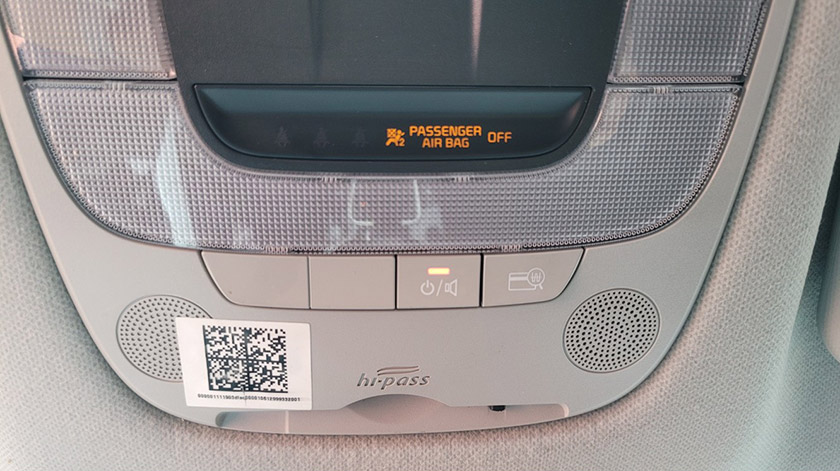 PASSENGER
AIR BAG OFF
hi-pass